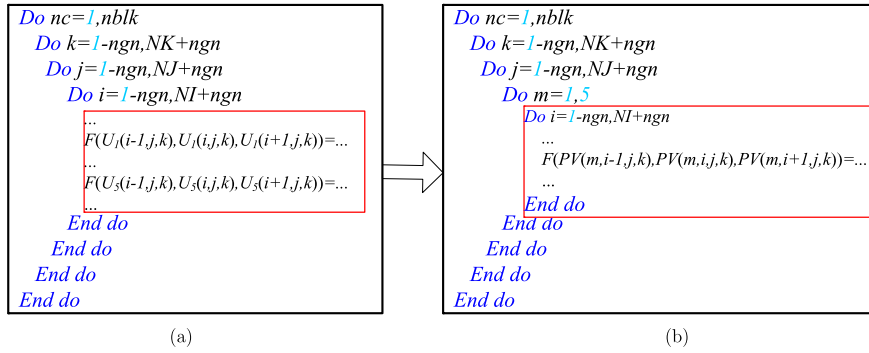 Do nc=1,nblk
Do k=1-ngn,NK+ngn
Do j=1-ngn,NJ+ngn
Do i=1-ngn,NI+ngn
...
F(U1(i-1,j,k),U1(i,j,k),U1(i+1,j,k))=...
...
F(U5(i-1,j,k),U5(i,j,k),U5(i+1,j,k))=...
...
End do
End do
End do
End do
(a)
Do nc=1,nblk
Do k=1-ngn,NK+ngn
Do j=1-ngn,NJ+ngn
Do m=1,5
Do i=1-ngn,NI+ngn
...
F(PV(m,i-1,j,k),PV(m,i,j,k),PV(m,i+1,j,k))=...
...
End do
End do
End do
End do
End do
(b)